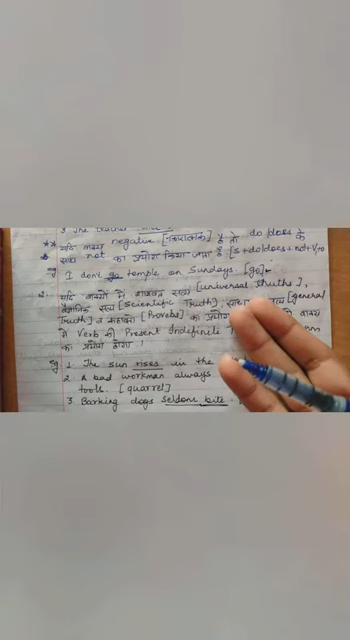 3 The teacher
** यदि वाक्य negative [नकारात्मक] है तो do/does के
साथ not का प्रयोग किया जाता है [S+do/does+not+V1+o
eg I don't go temple on Sundays. [go]
2. यदि वाक्यों में शाश्वत सत्य [universal truths],
वैज्ञानिक सत्य [Scientific Truth], सत्य [general
Truth] व कहावत [Proverbs] का प्रयोग वाक्य
में Verb की Present Indefinite
का प्रयोग होगा।
eg 1 The sun rises in the
2 A bad workman always
tools. [quarrel]
3 Barking dogs seldons bite.